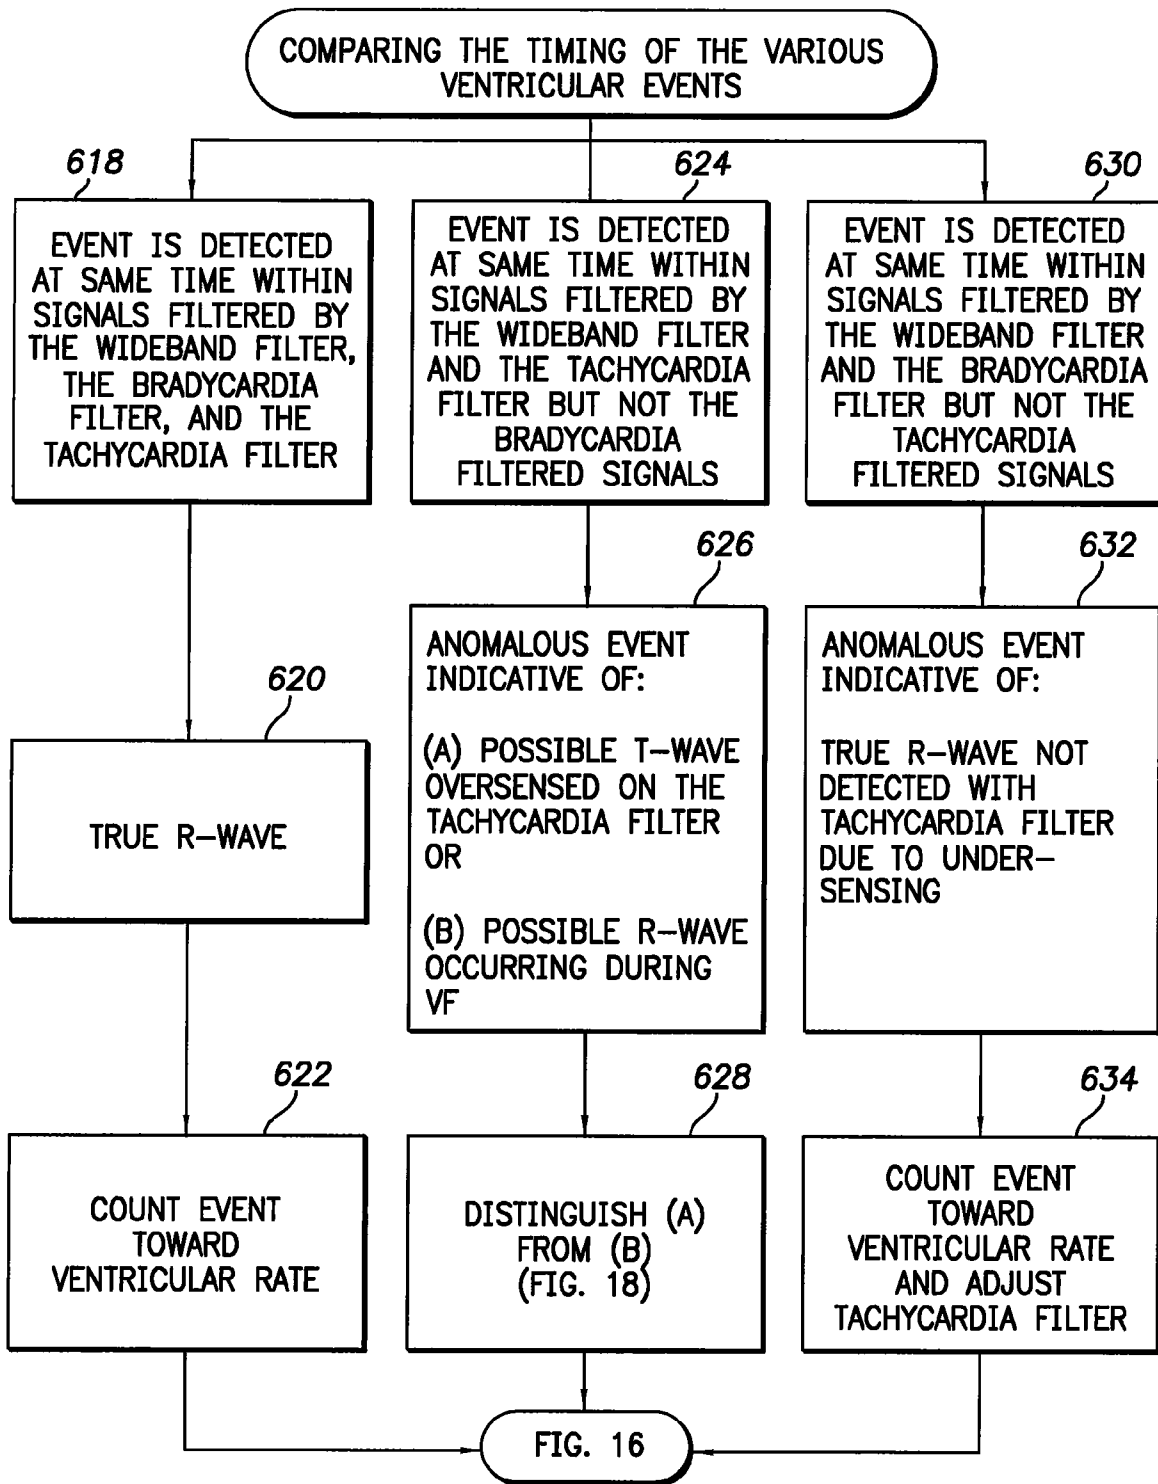 COMPARING THE TIMING OF THE VARIOUS
VENTRICULAR EVENTS
618
EVENT IS DETECTED
AT SAME TIME WITHIN
SIGNALS FILTERED BY
THE WIDEBAND FILTER,
THE BRADYCARDIA
FILTER, AND THE
TACHYCARDIA FILTER
624
EVENT IS DETECTED
AT SAME TIME WITHIN
SIGNALS FILTERED BY
THE WIDEBAND FILTER
AND THE TACHYCARDIA
FILTER BUT NOT THE
BRADYCARDIA
FILTERED SIGNALS
630
EVENT IS DETECTED
AT SAME TIME WITHIN
SIGNALS FILTERED BY
THE WIDEBAND FILTER
AND THE BRADYCARDIA
FILTER BUT NOT THE
TACHYCARDIA
FILTERED SIGNALS
620
TRUE R-WAVE
626
ANOMALOUS EVENT
INDICATIVE OF:
(A) POSSIBLE T-WAVE
OVERSENSED ON THE
TACHYCARDIA FILTER
OR
(B) POSSIBLE R-WAVE
OCCURRING DURING
VF
632
ANOMALOUS EVENT
INDICATIVE OF:
TRUE R-WAVE NOT
DETECTED WITH
TACHYCARDIA FILTER
DUE TO UNDER-
SENSING
622
COUNT EVENT
TOWARD
VENTRICULAR RATE
628
DISTINGUISH (A)
FROM (B)
(FIG. 18)
634
COUNT EVENT
TOWARD
VENTRICULAR RATE
AND ADJUST
TACHYCARDIA FILTER
FIG. 16